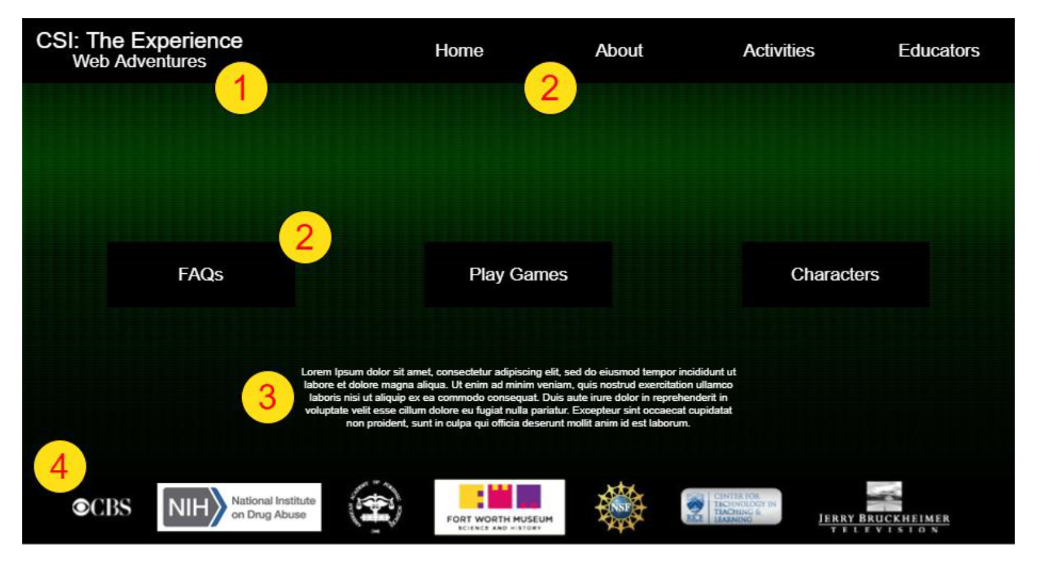 CSI: The Experience
Web Adventures
Home
About
Activities
Educators
1
2
2
FAQs
Play Games
Characters
Lorem Ipsum dolor sit amet, consectetur adipiscing elit, sed do eiusmod tempor incididunt ut
labore et dolore magna aliqua. Ut enim ad minim veniam, quis nostrud exercitation ullamco
laboris nisi ut aliquip ex ea commodo consequat. Duis aute irure dolor in reprehenderit in
voluptate velit esse cillum dolore eu fugiat nulla pariatur. Excepteur sint occaecat cupidatat
non proident, sunt in culpa qui officia deserunt mollit anim id est laborum.
3
4
CBS
NIH
National Institute
on Drug Abuse
FORT WORTH MUSEUM
SCIENCE AND HISTORY
NSF
RICE
CENTER FOR
TECHNOLOGY IN
TEACHING &
LEARNING
JERRY BRUCKHEIMER
TELEVISION